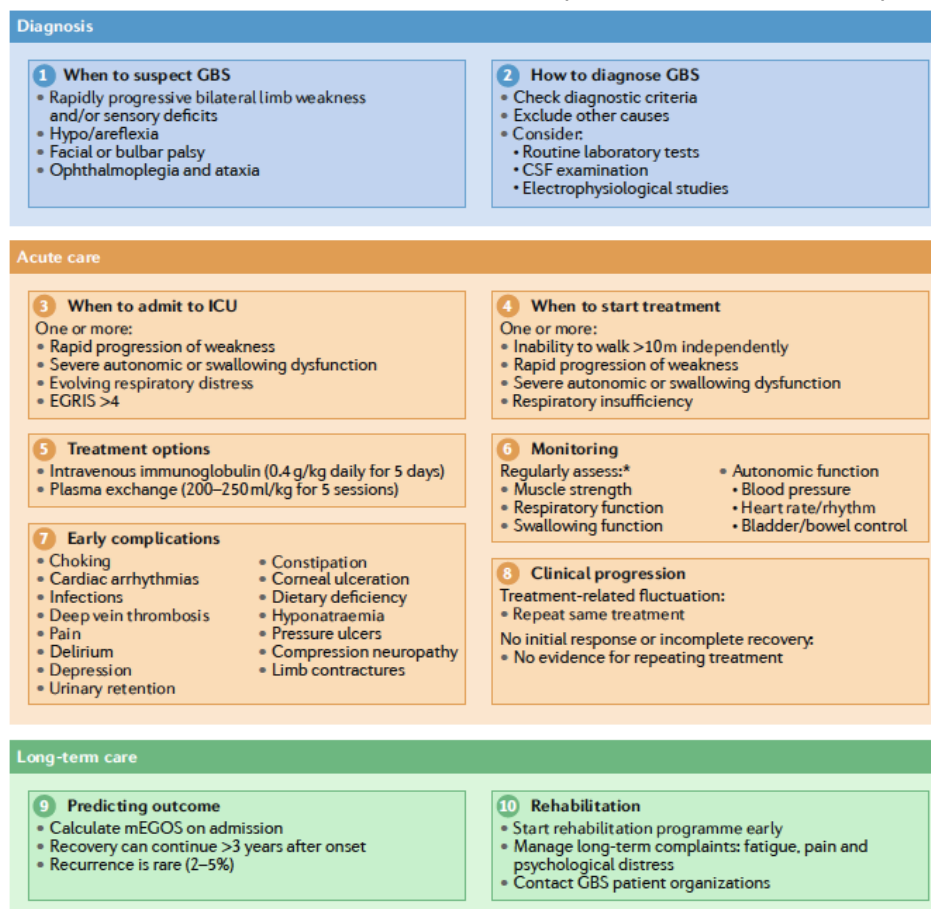 Diagnosis
1 When to suspect GBS
• Rapidly progressive bilateral limb weakness
and/or sensory deficits
• Hypo/areflexia
• Facial or bulbar palsy
• Ophthalmoplegia and ataxia
2 How to diagnose GBS
• Check diagnostic criteria
• Exclude other causes
• Consider:
• Routine laboratory tests
• CSF examination
• Electrophysiological studies
Acute care
3 When to admit to ICU
One or more:
• Rapid progression of weakness
• Severe autonomic or swallowing dysfunction
• Evolving respiratory distress
• EGRIS >4
4 When to start treatment
One or more:
• Inability to walk >10 m independently
• Rapid progression of weakness
• Severe autonomic or swallowing dysfunction
• Respiratory insufficiency
5 Treatment options
• Intravenous immunoglobulin (0.4 g/kg daily for 5 days)
• Plasma exchange (200–250 ml/kg for 5 sessions)
6 Monitoring
Regularly assess:*
• Muscle strength
• Respiratory function
• Swallowing function
• Autonomic function
• Blood pressure
• Heart rate/rhythm
• Bladder/bowel control
7 Early complications
• Choking
• Cardiac arrhythmias
• Infections
• Deep vein thrombosis
• Pain
• Delirium
• Depression
• Urinary retention
• Constipation
• Corneal ulceration
• Dietary deficiency
• Hyponatraemia
• Pressure ulcers
• Compression neuropathy
• Limb contractures
8 Clinical progression
Treatment-related fluctuation:
• Repeat same treatment
No initial response or incomplete recovery:
• No evidence for repeating treatment
Long-term care
9 Predicting outcome
• Calculate mEGOS on admission
• Recovery can continue >3 years after onset
• Recurrence is rare (2–5%)
10 Rehabilitation
• Start rehabilitation programme early
• Manage long-term complaints: fatigue, pain and
psychological distress
• Contact GBS patient organizations